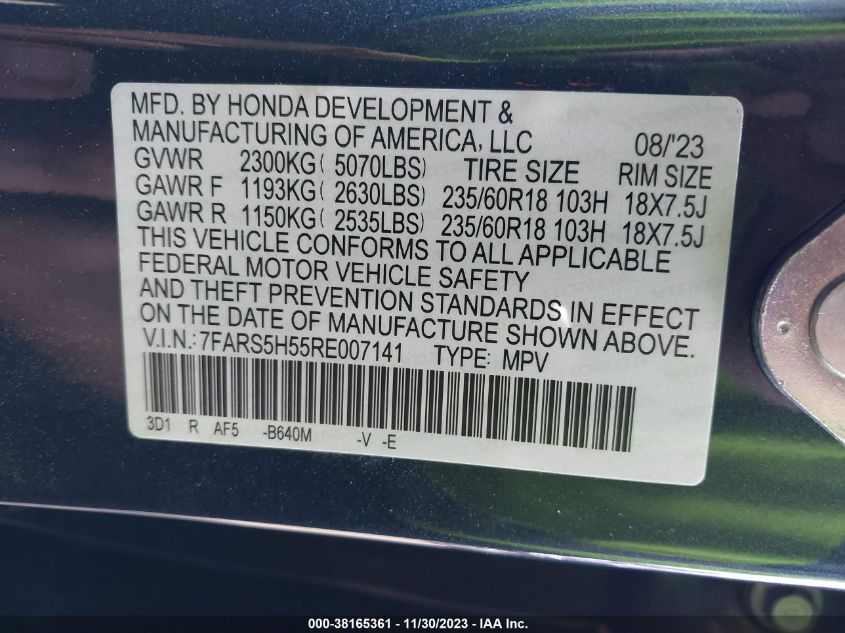 MFD. BY HONDA DEVELOPMENT &
MANUFACTURING OF AMERICA, LLC 08/'23
GVWR 2300KG( 5070LBS) TIRE SIZE RIM SIZE
GAWR F 1193KG( 2630LBS) 235/60R18 103H 18X7.5J
GAWR R 1150KG( 2535LBS) 235/60R18 103H 18X7.5J
THIS VEHICLE CONFORMS TO ALL APPLICABLE
FEDERAL MOTOR VEHICLE SAFETY
AND THEFT PREVENTION STANDARDS IN EFFECT
ON THE DATE OF MANUFACTURE SHOWN ABOVE.
V.I.N.: 7FARS5H55RE007141 TYPE: MPV
3D1 R AF5 -B640M -V -E
000-38165361 - 11/30/2023 - IAAI Inc.